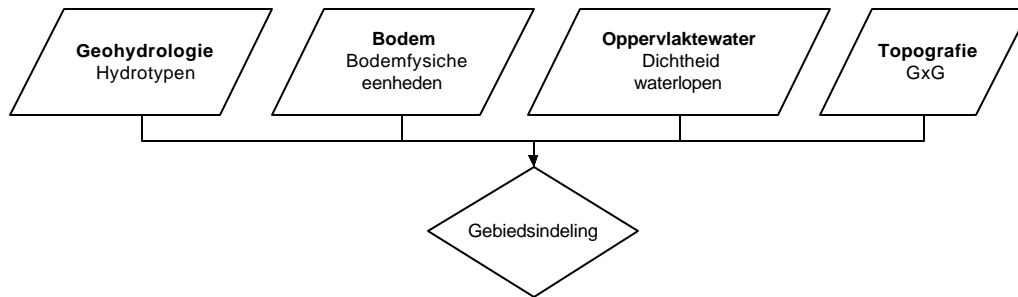 Geohydrologie
Hydrotypen
Bodem
Bodemfysiche
eenheden
Oppervlaktewater
Dichtheid
waterlopen
Topografie
GxG
Gebiedsindeling